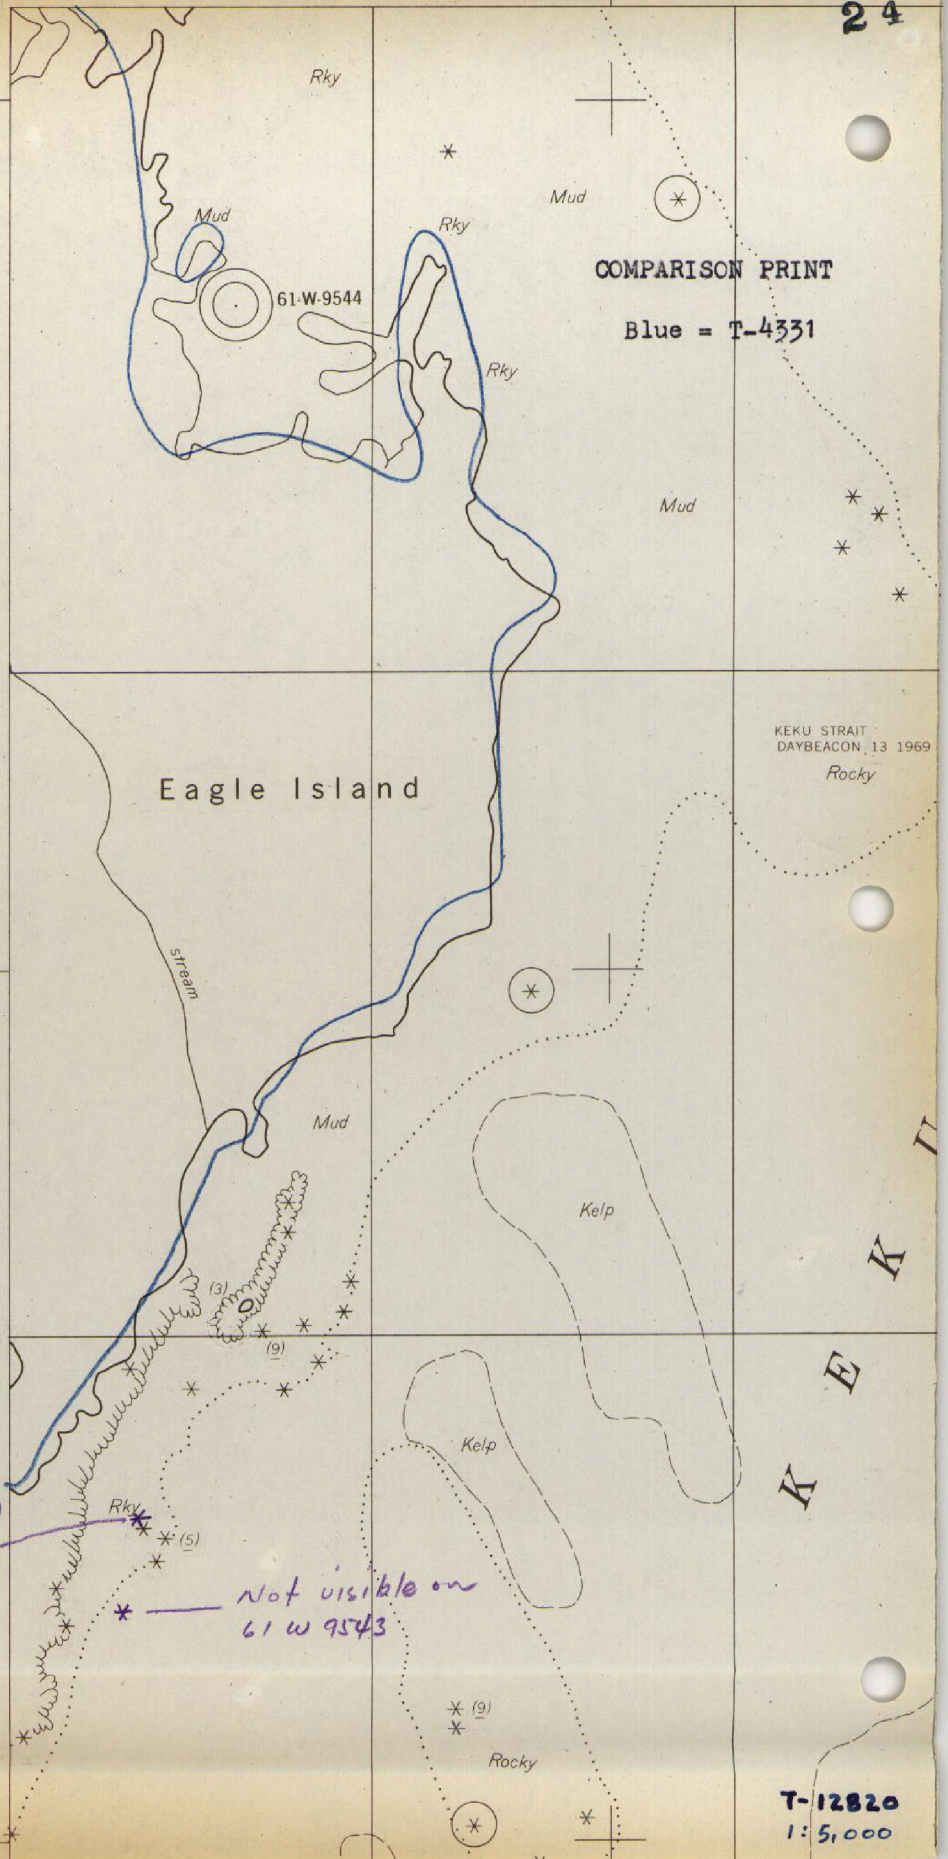 24
Rky
Mud
Mud
Rky
COMPARISON PRINT
61-W-9544
Blue = T-4331
Rky
Mud
KEKU STRAIT
DAYBEACON 13 1969
Rocky
Eagle Island
stream
Mud
Kelp
(3)
(9)
Kelp
Rky
(5)
Not visible on
61 W 9543
(9)
Rocky
K E K U
T-12820
1:5,000